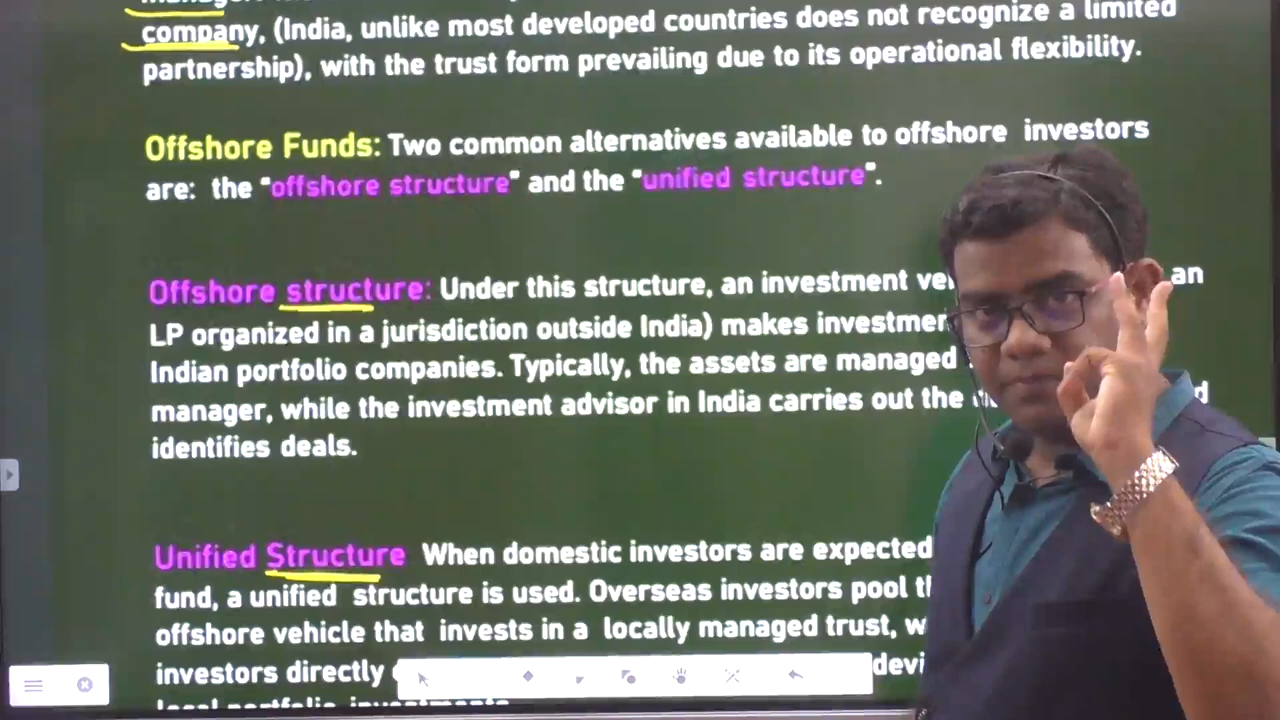 company, (India, unlike most developed countries does not recognize a limited
partnership), with the trust form prevailing due to its operational flexibility.
Offshore Funds: Two common alternatives available to offshore investors
are: the "offshore structure" and the "unified structure".
Offshore structure: Under this structure, an investment an
LP organized in a jurisdiction outside India) makes
Indian portfolio companies. Typically, the assets are managed
manager, while the investment advisor in India carries out the
identifies deals.
Unified Structure When domestic investors are expected
fund, a unified structure is used. Overseas investors pool
offshore vehicle that invests in a locally managed trust,
investors directly